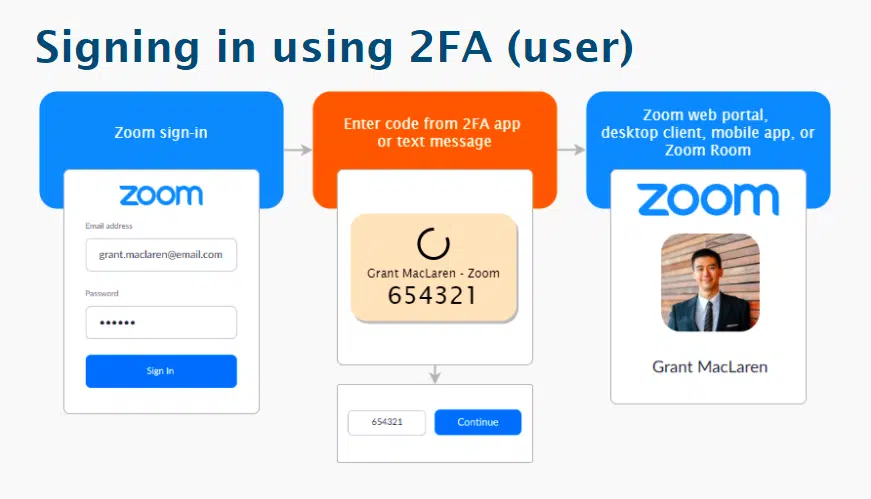 Signing in using 2FA (user)
Zoom sign-in
zoom
Email address
grant.maclaren@email.com
Password
••••••
Sign In
Enter code from 2FA app
or text message
Grant MacLaren - Zoom
654321
654321
Continue
Zoom web portal,
desktop client, mobile app, or
Zoom Room
zoom
Grant MacLaren